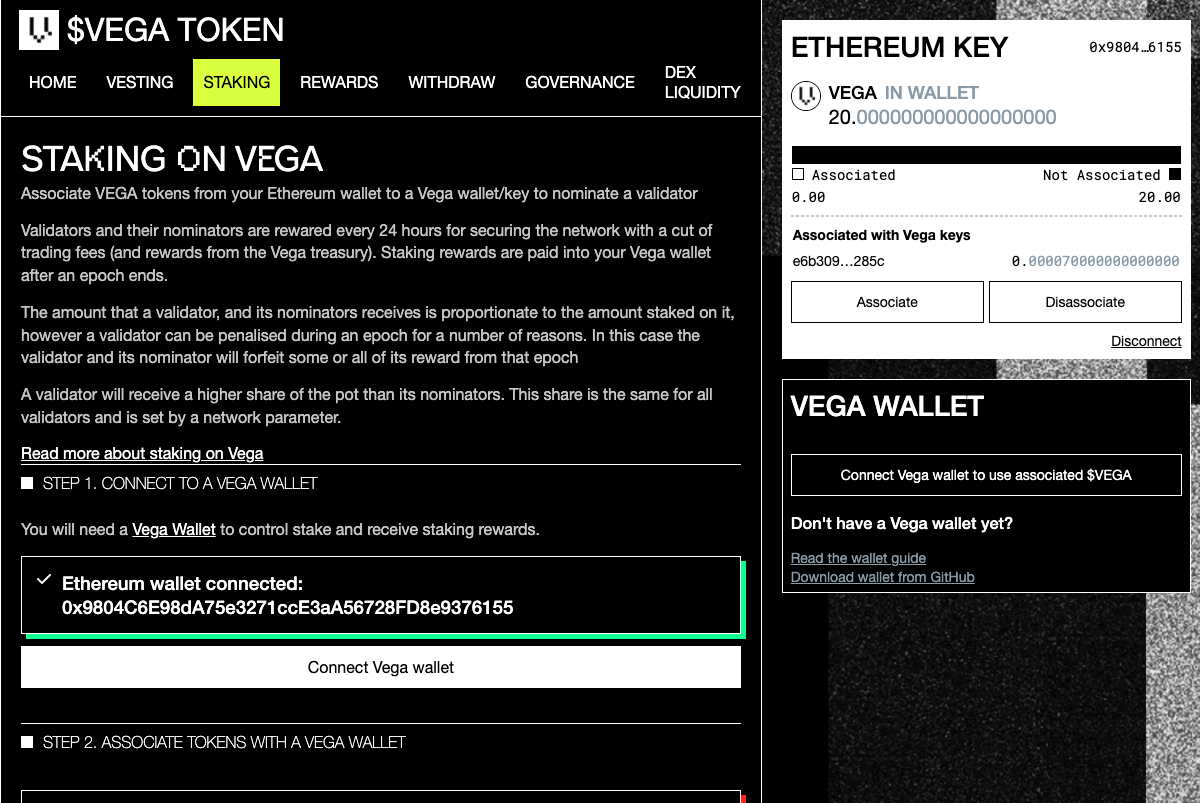 $VEGA TOKEN
HOME
VESTING
STAKING
REWARDS
WITHDRAW
GOVERNANCE
DEX
LIQUIDITY
STAKING ON VEGA
Associate VEGA tokens from your Ethereum wallet to a Vega wallet/key to nominate a validator
Validators and their nominators are rewarded every 24 hours for securing the network with a cut of
trading fees (and rewards from the Vega treasury). Staking rewards are paid into your Vega wallet
after an epoch ends.
The amount that a validator, and its nominators receives is proportionate to the amount staked on it,
however a validator can be penalised during an epoch for a number of reasons. In this case the
validator and its nominator will forfeit some or all of its reward from that epoch
A validator will receive a higher share of the pot than its nominators. This share is the same for all
validators and is set by a network parameter.
Read more about staking on Vega
STEP 1. CONNECT TO A VEGA WALLET
You will need a Vega Wallet to control stake and receive staking rewards.
Ethereum wallet connected:
0x9804C6E98dA75e3271ccE3aA56728FD8e9376155
Connect Vega wallet
STEP 2. ASSOCIATE TOKENS WITH A VEGA WALLET
ETHEREUM KEY
0x9804…6155
VEGA IN WALLET
20.000000000000000000
Associated
Not Associated
0.00
20.00
Associated with Vega keys
e6b309…285c
0.000070000000000000
Associate
Disassociate
Disconnect
VEGA WALLET
Connect Vega wallet to use associated $VEGA
Don't have a Vega wallet yet?
Read the wallet guide
Download wallet from GitHub